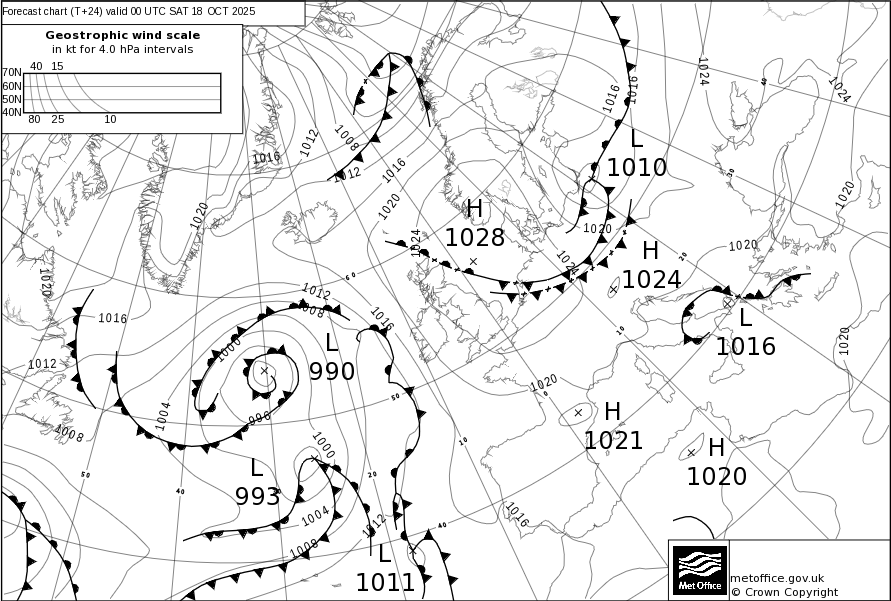 Forecast chart (T+24) valid 00 UTC SAT 18 OCT 2025
Geostrophic wind scale
in kt for 4.0 hPa intervals
40 15
70N
60N
50N
40N
80 25 10
1016
1012
1008
1012
1016
1020
1020
1024
1016
1016
1024
1024
1020
1020
1020
1020
1024
L
1010
H
1028
H
1024
L
1016
H
1021
H
1020
L
990
L
993
L
1011
1020
1016
1012
1008
1012
1008
1016
1000
1004
996
1000
1004
1008
1012
1020
1016
60
50
50
40
40
30
20
20
10
10
0
40
metoffice.gov.uk
© Crown Copyright
Met Office